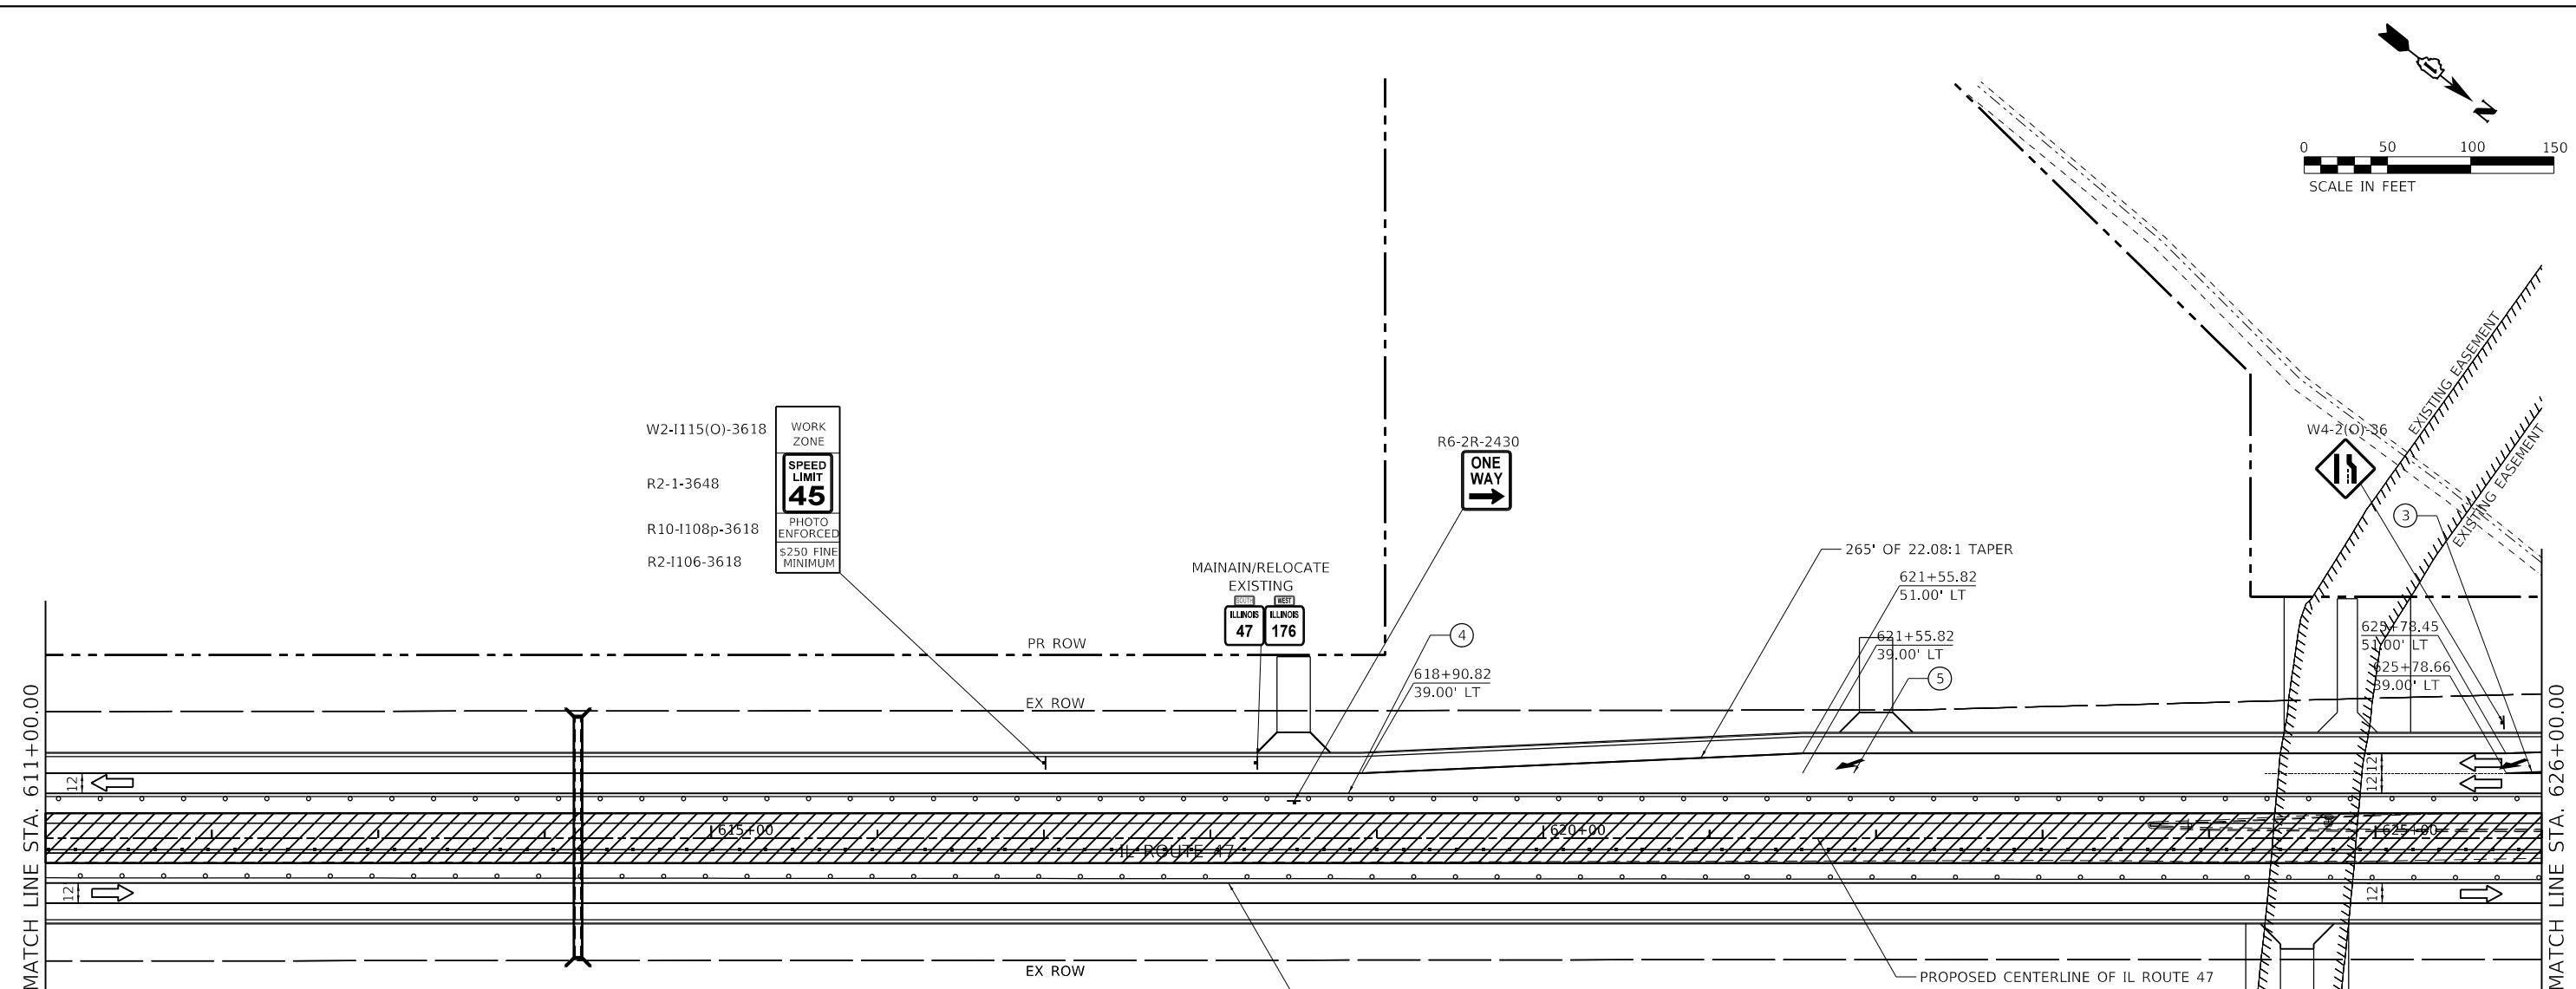 N
0 50 100 150
SCALE IN FEET
W2-I115(O)-3618
WORK
ZONE
R2-1-3648
SPEED
LIMIT
45
R10-I108p-3618
PHOTO
ENFORCED
R2-I106-3618
$250 FINE
MINIMUM
MAINAIN/RELOCATE
EXISTING
SOUTH
WEST
ILLINOIS
47
ILLINOIS
176
R6-2R-2430
ONE
WAY
W4-2(O)-36
EXISTING EASEMENT
EXISTING EASEMENT
3
4
5
265' OF 22.08:1 TAPER
621+55.82
51.00' LT
621+55.82
39.00' LT
618+90.82
39.00' LT
625+78.45
51.00' LT
625+78.66
39.00' LT
PR ROW
EX ROW
12
12
12
615+00
620+00
625+00
IL ROUTE 47
12
12
EX ROW
PROPOSED CENTERLINE OF IL ROUTE 47
MATCH LINE STA. 611+00.00
MATCH LINE STA. 626+00.00